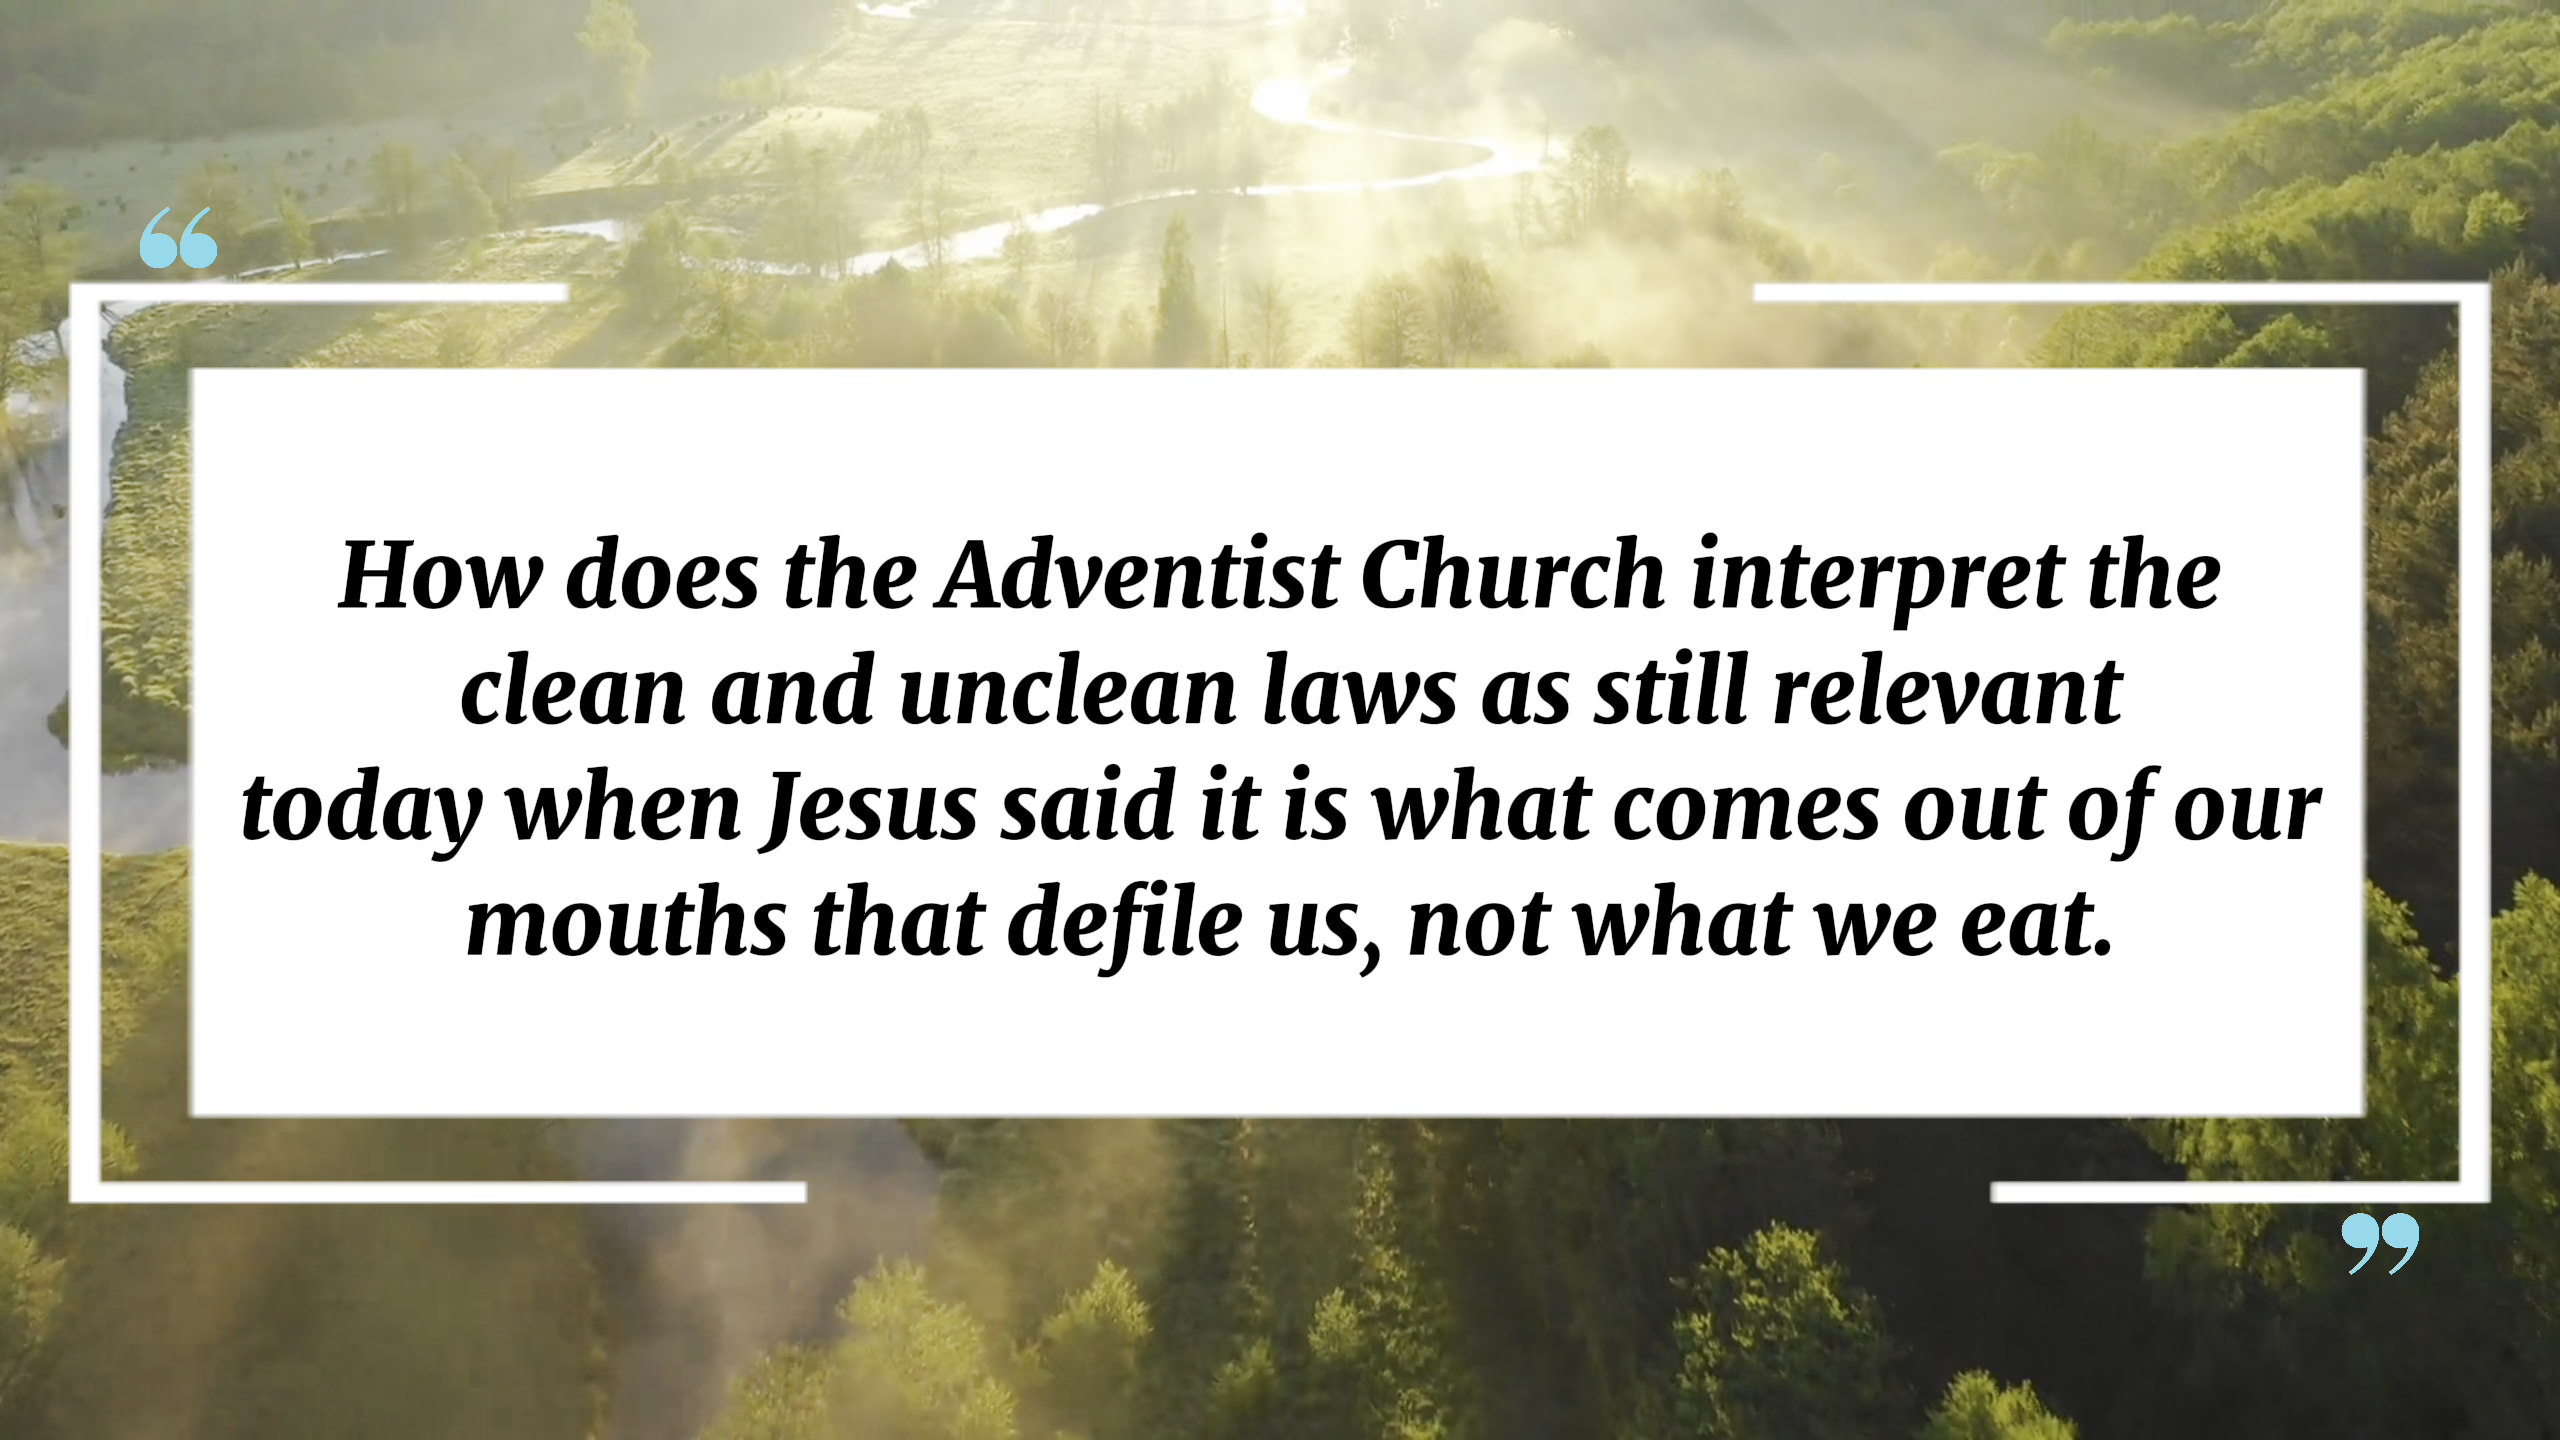 “
How does the Adventist Church interpret the
clean and unclean laws as still relevant
today when Jesus said it is what comes out of our
mouths that defile us, not what we eat.
”